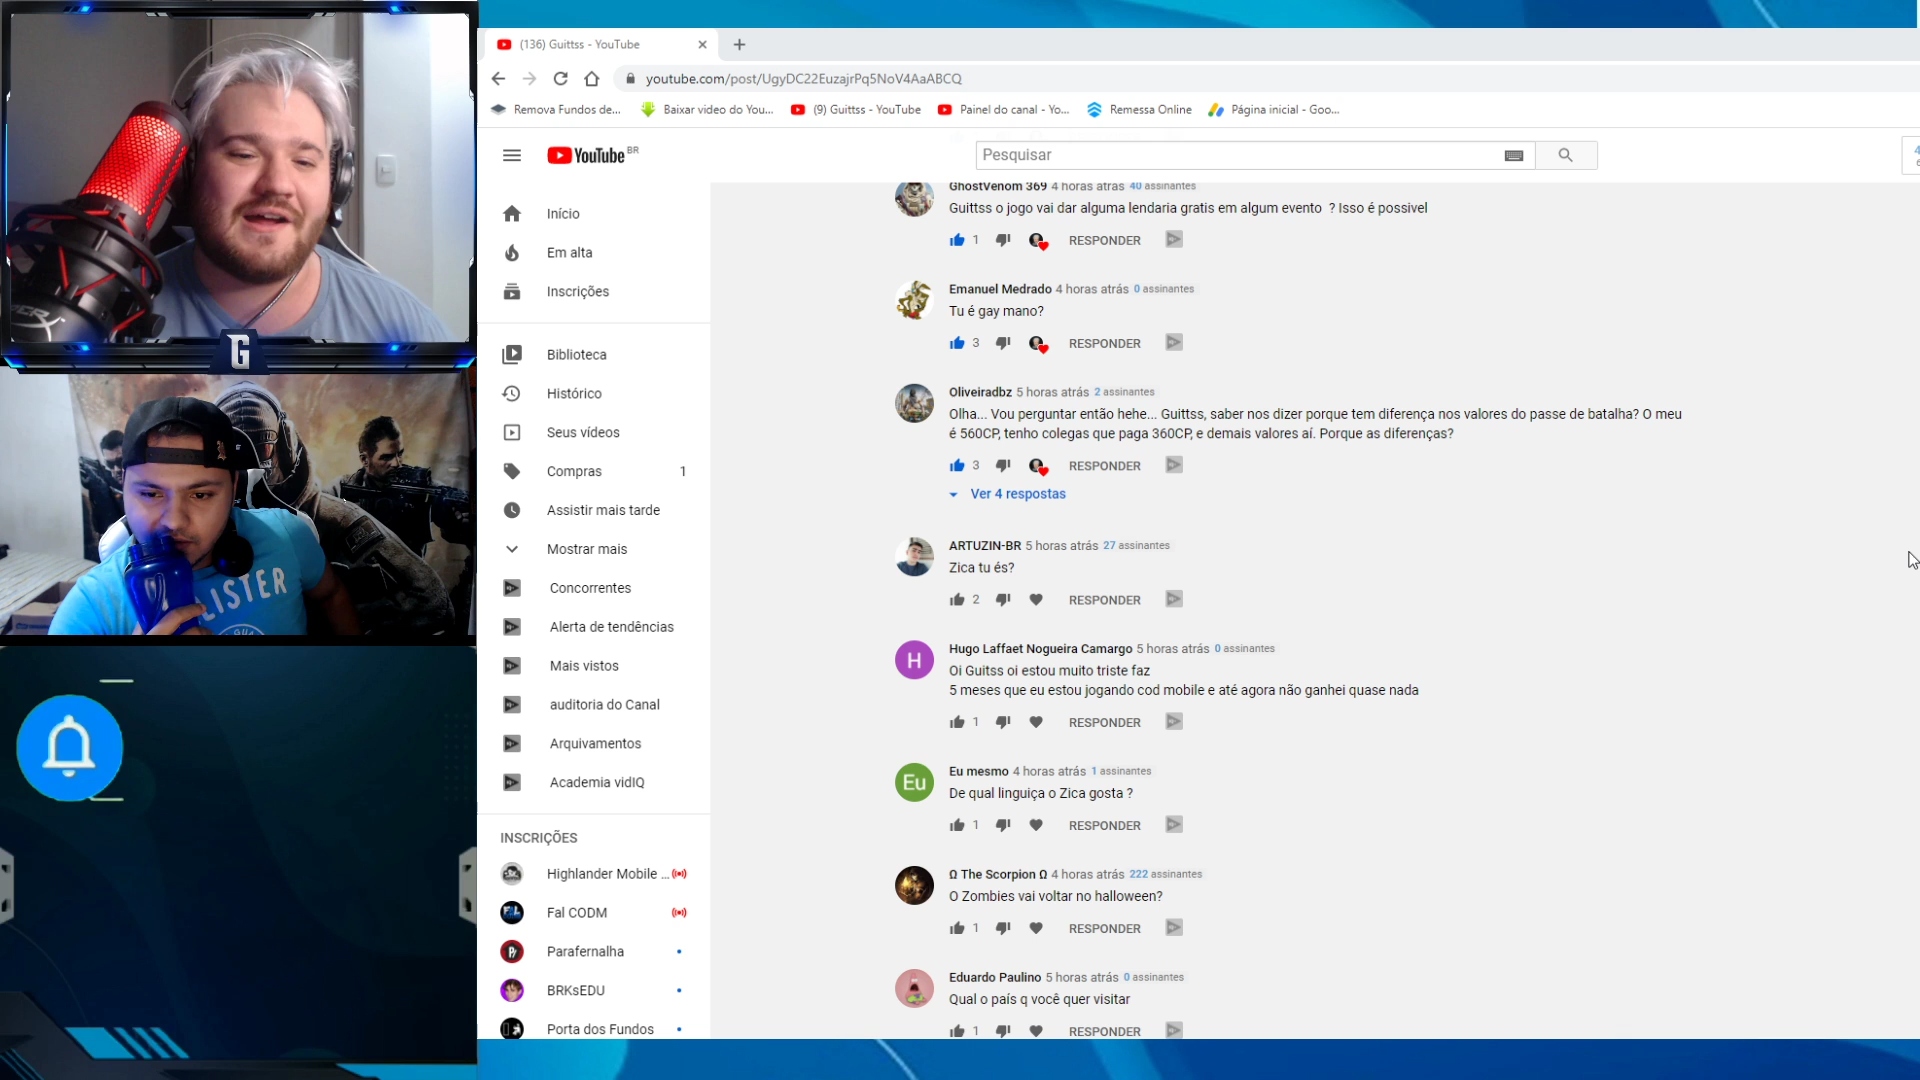 (136) Guittss - YouTube
youtube.com/post/UgyDC22EuzajrPq5NoV4AaABCQ
Remova Fundos de...
Baixar video do You...
(9) Guittss - YouTube
Painel do canal - Yo...
Remessa Online
Página inicial - Goo...
YouTube BR
Pesquisar
Início
Em alta
Inscrições
Biblioteca
Histórico
Seus vídeos
Compras 1
Assistir mais tarde
Mostrar mais
Concorrentes
Alerta de tendências
Mais vistos
auditoria do Canal
Arquivamentos
Academia vidIQ
INSCRIÇÕES
Highlander Mobile ...
Fal CODM
Parafernalha
BRKsEDU
Porta dos Fundos
GhostVenom 369 4 horas atrás 40 assinantes
Guittss o jogo vai dar alguma lendaria gratis em algum evento ? Isso é possivel
1 RESPONDER
Emanuel Medrado 4 horas atrás 0 assinantes
Tu é gay mano?
3 RESPONDER
Oliveiradbz 5 horas atrás 2 assinantes
Olha... Vou perguntar então hehe... Guittss, saber nos dizer porque tem diferença nos valores do passe de batalha? O meu
é 560CP, tenho colegas que paga 360CP, e demais valores aí. Porque as diferenças?
3 RESPONDER
Ver 4 respostas
ARTUZIN-BR 5 horas atrás 27 assinantes
Zica tu és?
2 RESPONDER
H
Hugo Laffaet Nogueira Camargo 5 horas atrás 0 assinantes
Oi Guitss oi estou muito triste faz
5 meses que eu estou jogando cod mobile e até agora não ganhei quase nada
1 RESPONDER
Eu
Eu mesmo 4 horas atrás 1 assinantes
De qual linguiça o Zica gosta ?
1 RESPONDER
Ω The Scorpion Ω 4 horas atrás 222 assinantes
O Zombies vai voltar no halloween?
1 RESPONDER
Eduardo Paulino 5 horas atrás 0 assinantes
Qual o país q você quer visitar
1 RESPONDER
G